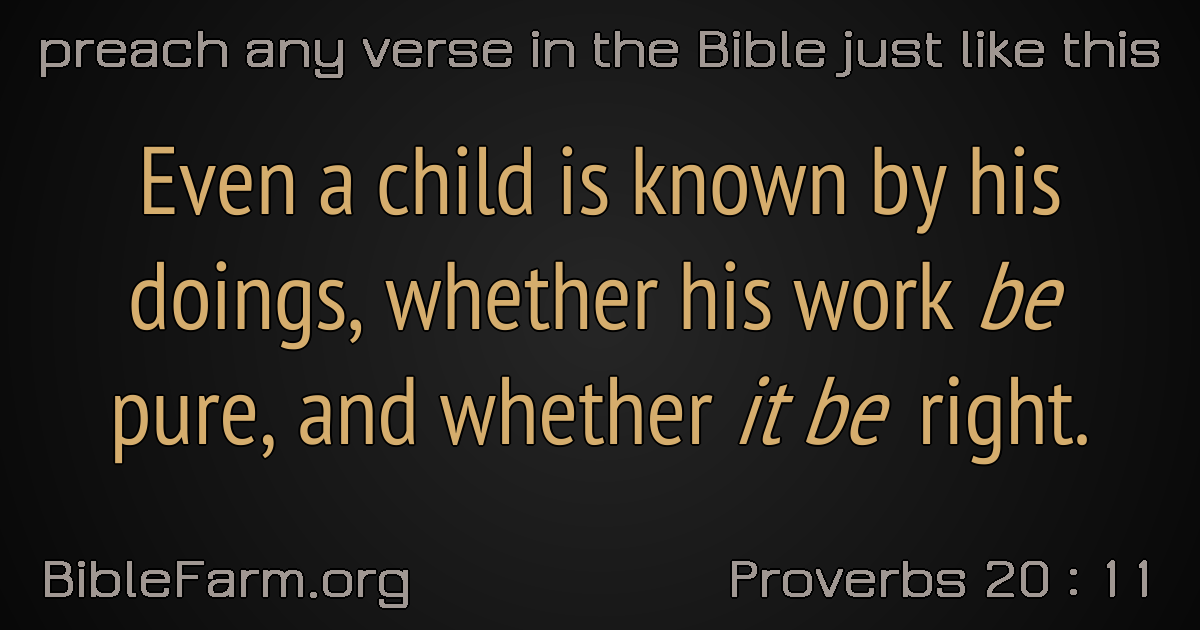 preach any verse in the Bible just like this
Even a child is known by his
doings, whether his work be
pure, and whether it be right.
BibleFarm.org
Proverbs 20 : 11